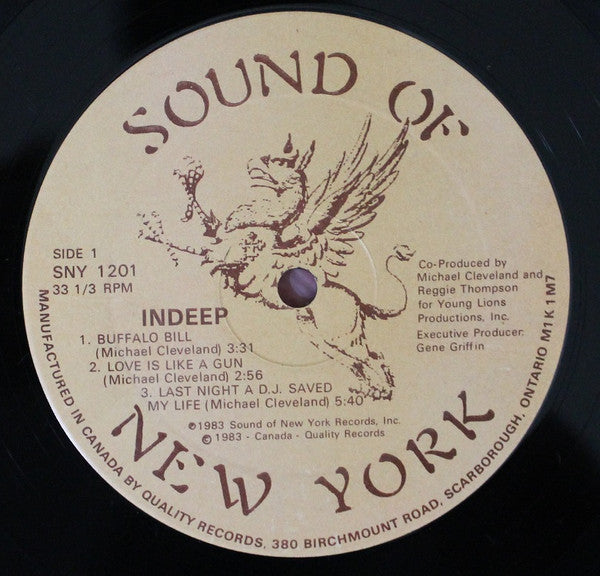 SOUND OF
SIDE 1
SNY 1201
33 1/3 RPM
INDEEP
1. BUFFALO BILL
(Michael Cleveland) 3:31
2. LOVE IS LIKE A GUN
(Michael Cleveland) 2:56
3. LAST NIGHT A D.J. SAVED
MY LIFE (Michael Cleveland) 5:40
℗1983 Sound of New York Records, Inc.
©1983 - Canada - Quality Records
Co-Produced by
Michael Cleveland and
Reggie Thompson
for Young Lions
Productions, Inc.
Executive Producer:
Gene Griffin
NEW YORK
MANUFACTURED IN CANADA BY QUALITY RECORDS, 380 BIRCHMOUNT ROAD, SCARBOROUGH, ONTARIO M1K 1M7